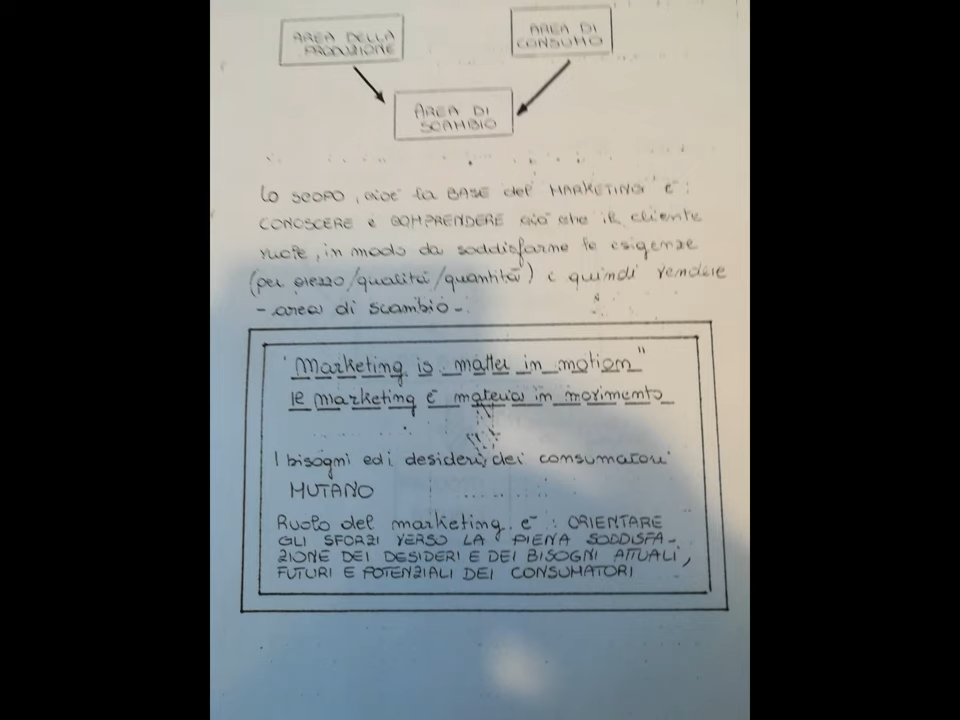 AREA DELLA
PRODUZIONE
AREA DI
CONSUMO
AREA DI
SCAMBIO
lo SCOPO, cioè la BASE del MARKETING è:
CONOSCERE e COMPRENDERE ciò che il cliente
vuole, in modo da soddisfarne le esigenze
(per prezzo/qualità/quantità) e quindi vendere
- area di scambio -.
"Marketing is matter in motion"
le marketing è materia in movimento
I bisogni ed i desideri, dei consumatori
MUTANO
Ruolo del marketing è: ORIENTARE
GLI SFORZI VERSO LA PIENA SODDISFA-
ZIONE DEI DESIDERI E DEI BISOGNI ATTUALI,
FUTURI E POTENZIALI DEI CONSUMATORI